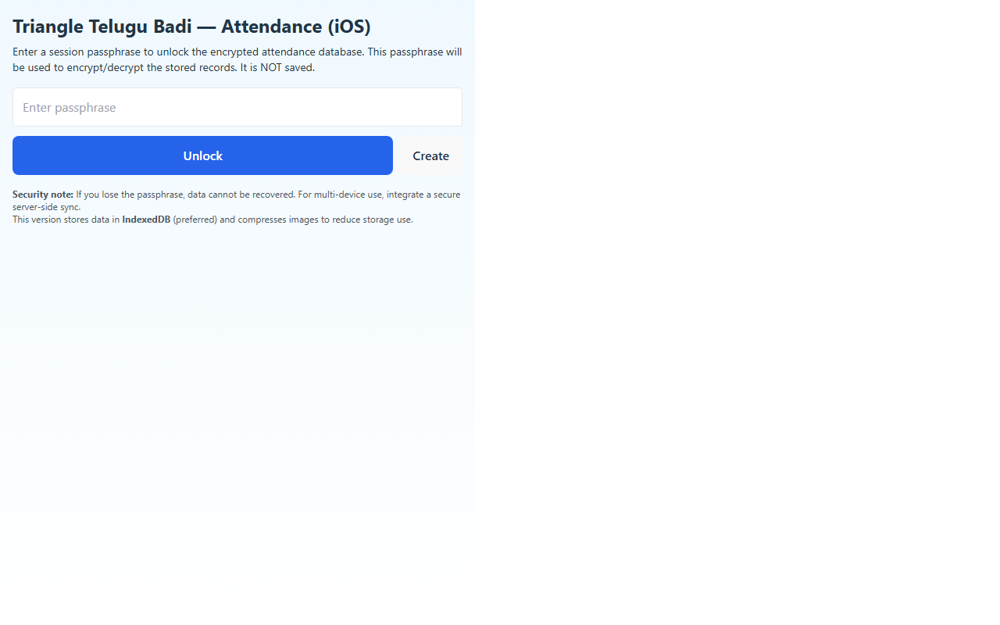 Triangle Telugu Badi — Attendance (iOS)
Enter a session passphrase to unlock the encrypted attendance database. This passphrase will
be used to encrypt/decrypt the stored records. It is NOT saved.
Enter passphrase
Unlock
Create
Security note: If you lose the passphrase, data cannot be recovered. For multi-device use, integrate a secure
server-side sync.
This version stores data in IndexedDB (preferred) and compresses images to reduce storage use.